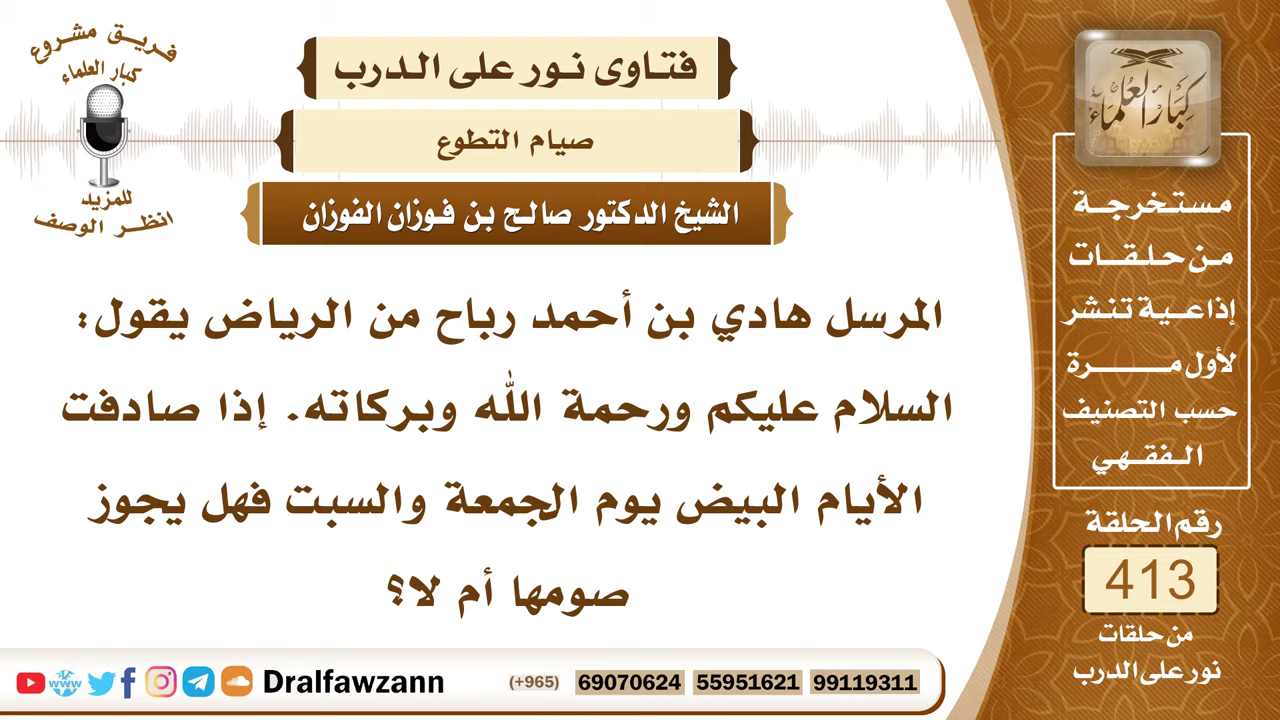 فريق مشروع
كبار العلماء
للمزيد
انظر الوصف
فتاوى نور على الدرب
صيام التطوع
الشيخ الدكتور صالح بن فوزان الفوزان
المرسل هادي بن أحمد رباح من الرياض يقول:
السلام عليكم ورحمة الله وبركاته. إذا صادفت
الأيام البيض يوم الجمعة والسبت فهل يجوز
صومها أم لا؟
كبار العلماء
مستخرجة
من حلقات
إذاعية تنشر
لأول مرة
حسب التصنيف
الفقهي
رقم الحلقة
413
من حلقات
نور على الدرب
www Dralfawzann (+965) 69070624 55951621 99119311